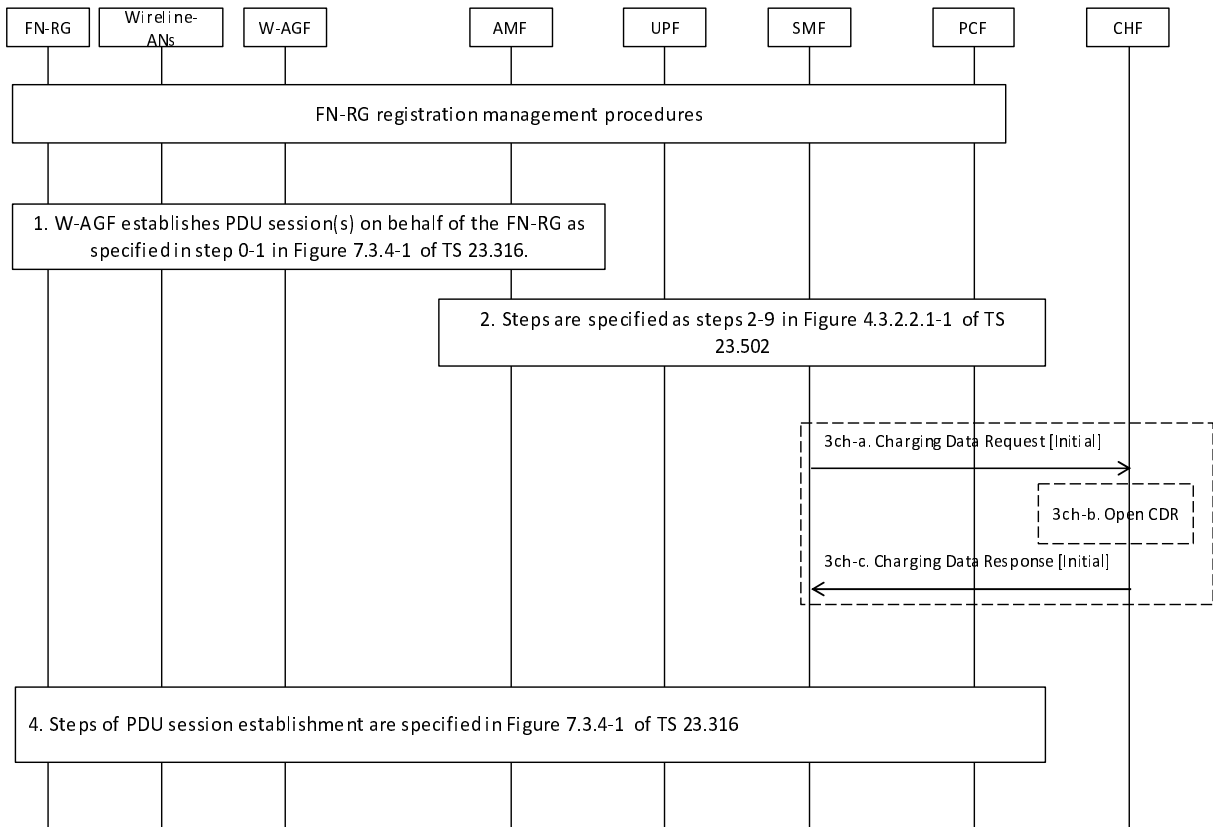 FN-RG
Wireline-
ANs
W-AGF
AMF
UPF
SMF
PCF
CHF
FN-RG registration management procedures
1. W-AGF establishes PDU session(s) on behalf of the FN-RG as
specified in step 0-1 in Figure 7.3.4-1 of TS 23.316.
2. Steps are specified as steps 2-9 in Figure 4.3.2.2.1-1 of TS
23.502
3ch-a. Charging Data Request [Initial]
3ch-b. Open CDR
3ch-c. Charging Data Response [Initial]
4. Steps of PDU session establishment are specified in Figure 7.3.4-1 of TS 23.316